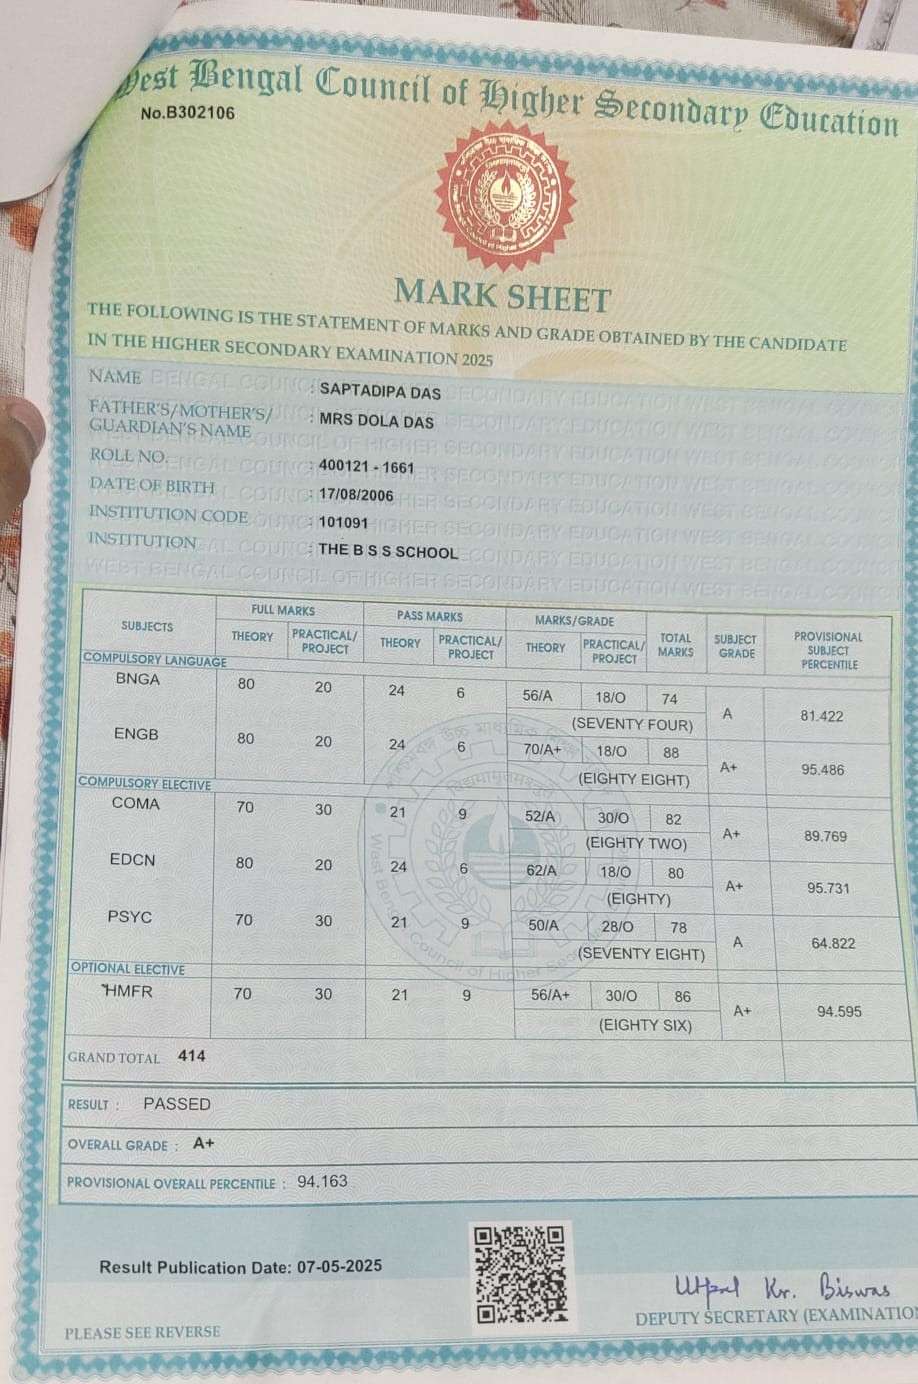 West Bengal Council of Higher Secondary Education
No.B302106
MARK SHEET
THE FOLLOWING IS THE STATEMENT OF MARKS AND GRADE OBTAINED BY THE CANDIDATE
IN THE HIGHER SECONDARY EXAMINATION 2025
NAME : SAPTADIPA DAS
FATHER'S/MOTHER'S/
GUARDIAN'S NAME : MRS DOLA DAS
ROLL NO. : 400121 - 1661
DATE OF BIRTH : 17/08/2006
INSTITUTION CODE : 101091
INSTITUTION : THE B S S SCHOOL
SUBJECTS FULL MARKS PASS MARKS MARKS/GRADE TOTAL MARKS SUBJECT GRADE PROVISIONAL SUBJECT PERCENTILE
THEORY PRACTICAL/PROJECT THEORY PRACTICAL/PROJECT THEORY PRACTICAL/PROJECT
COMPULSORY LANGUAGE
BNGA 80 20 24 6 56/A 18/O 74 A 81.422
(SEVENTY FOUR)
ENGB 80 20 24 6 70/A+ 18/O 88 A+ 95.486
(EIGHTY EIGHT)
COMPULSORY ELECTIVE
COMA 70 30 21 9 52/A 30/O 82 A+ 89.769
(EIGHTY TWO)
EDCN 80 20 24 6 62/A 18/O 80 A+ 95.731
(EIGHTY)
PSYC 70 30 21 9 50/A 28/O 78 A 64.822
(SEVENTY EIGHT)
OPTIONAL ELECTIVE
*HMFR 70 30 21 9 56/A+ 30/O 86 A+ 94.595
(EIGHTY SIX)
GRAND TOTAL 414
RESULT : PASSED
OVERALL GRADE : A+
PROVISIONAL OVERALL PERCENTILE : 94.163
Result Publication Date: 07-05-2025
Utpal Kr. Biswas
DEPUTY SECRETARY (EXAMINATIO
PLEASE SEE REVERSE